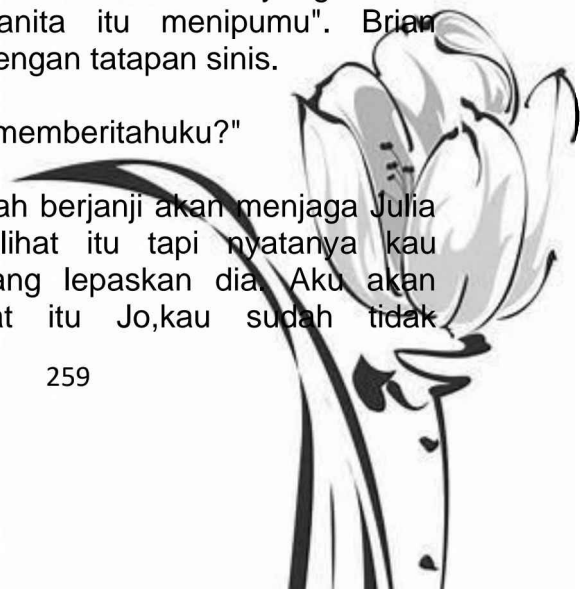 anita itu menipumu". Brian
engan tatapan sinis.
memberitahuku?"
ah berjanji akan menjaga Julia
lihat itu tapi nyatanya kau
ang lepaskan dia. Aku akan
at itu Jo,kau sudah tidak
259